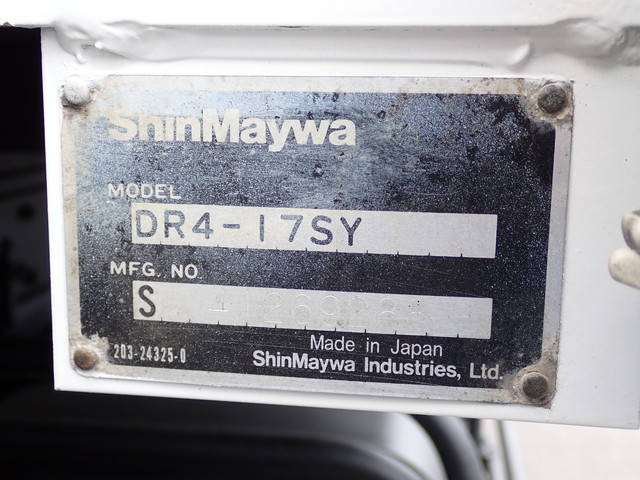 ShinMaywa
MODEL
DR4-17SY
MFG. NO
S
203-24325-0
Made in Japan
ShinMaywa Industries, Ltd.